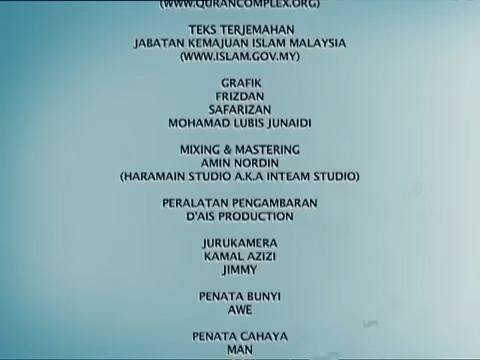 (WWW.QURANCOMPLEX.ORG)
TEKS TERJEMAHAN
JABATAN KEMAJUAN ISLAM MALAYSIA
(WWW.ISLAM.GOV.MY)
GRAFIK
FRIZDAN
SAFARIZAN
MOHAMAD LUBIS JUNAIDI
MIXING & MASTERING
AMIN NORDIN
(HARAMAIN STUDIO A.K.A INTEAM STUDIO)
PERALATAN PENGAMBARAN
D'AIS PRODUCTION
JURUKAMERA
KAMAL AZIZI
JIMMY
PENATA BUNYI
AWE
PENATA CAHAYA
MAN